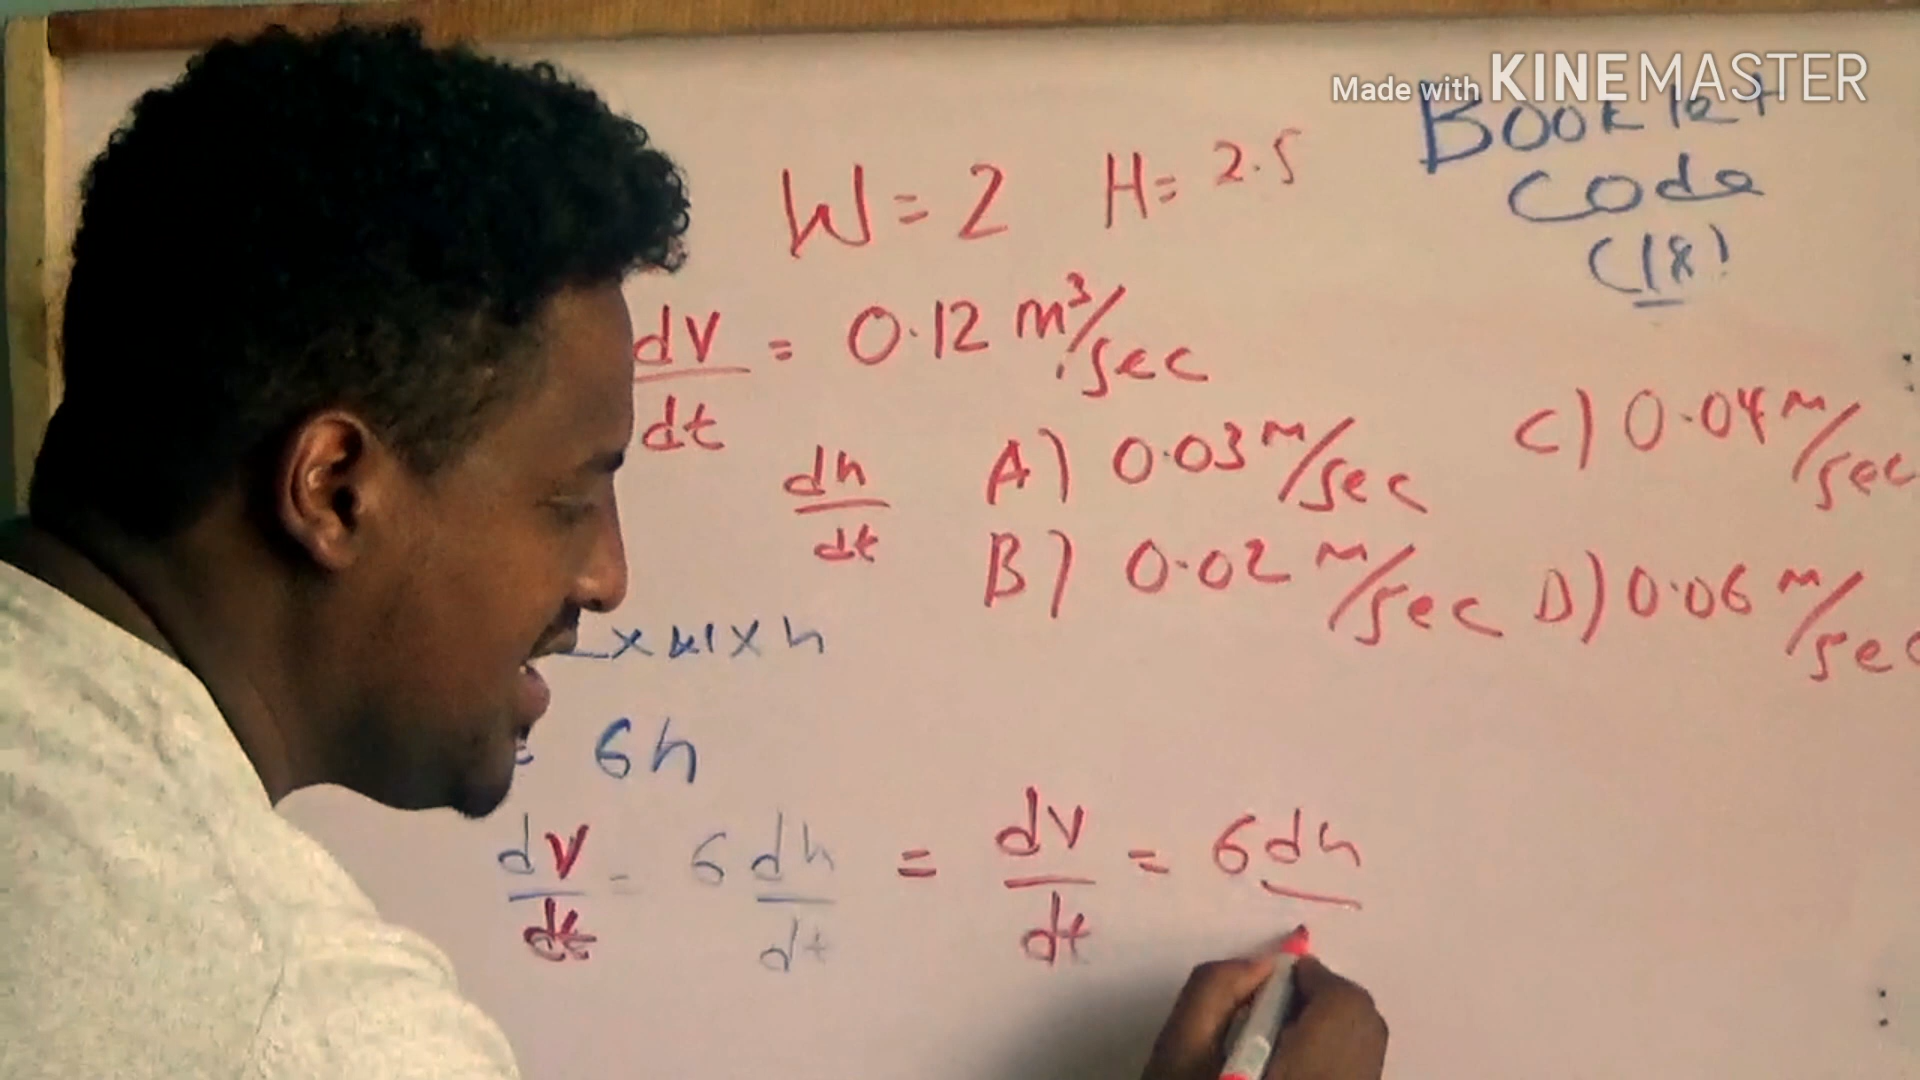 Made with KINEMASTER
Booklet
Code
(18)
W = 2 H = 2.5
dV/dt = 0.12 m³/sec
dh/dt
A) 0.03 m/sec
B) 0.02 m/sec
C) 0.04 m/sec
D) 0.06 m/sec
x w x h
= 6h
dv/dt = 6 dh/dt = dv/dt = 6dh